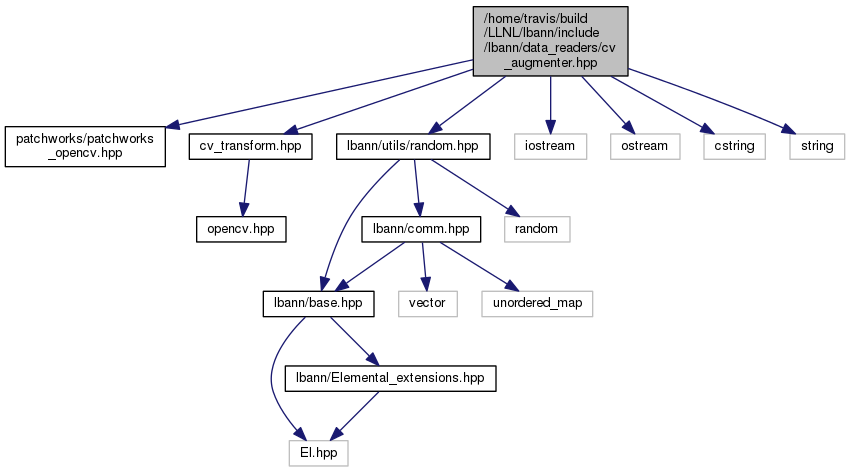 /home/travis/build
/LLNL/lbann/include
/lbann/data_readers/cv
_augmenter.hpp
patchworks/patchworks
_opencv.hpp
cv_transform.hpp
lbann/utils/random.hpp
iostream
ostream
cstring
string
opencv.hpp
lbann/comm.hpp
random
lbann/base.hpp
vector
unordered_map
lbann/Elemental_extensions.hpp
El.hpp